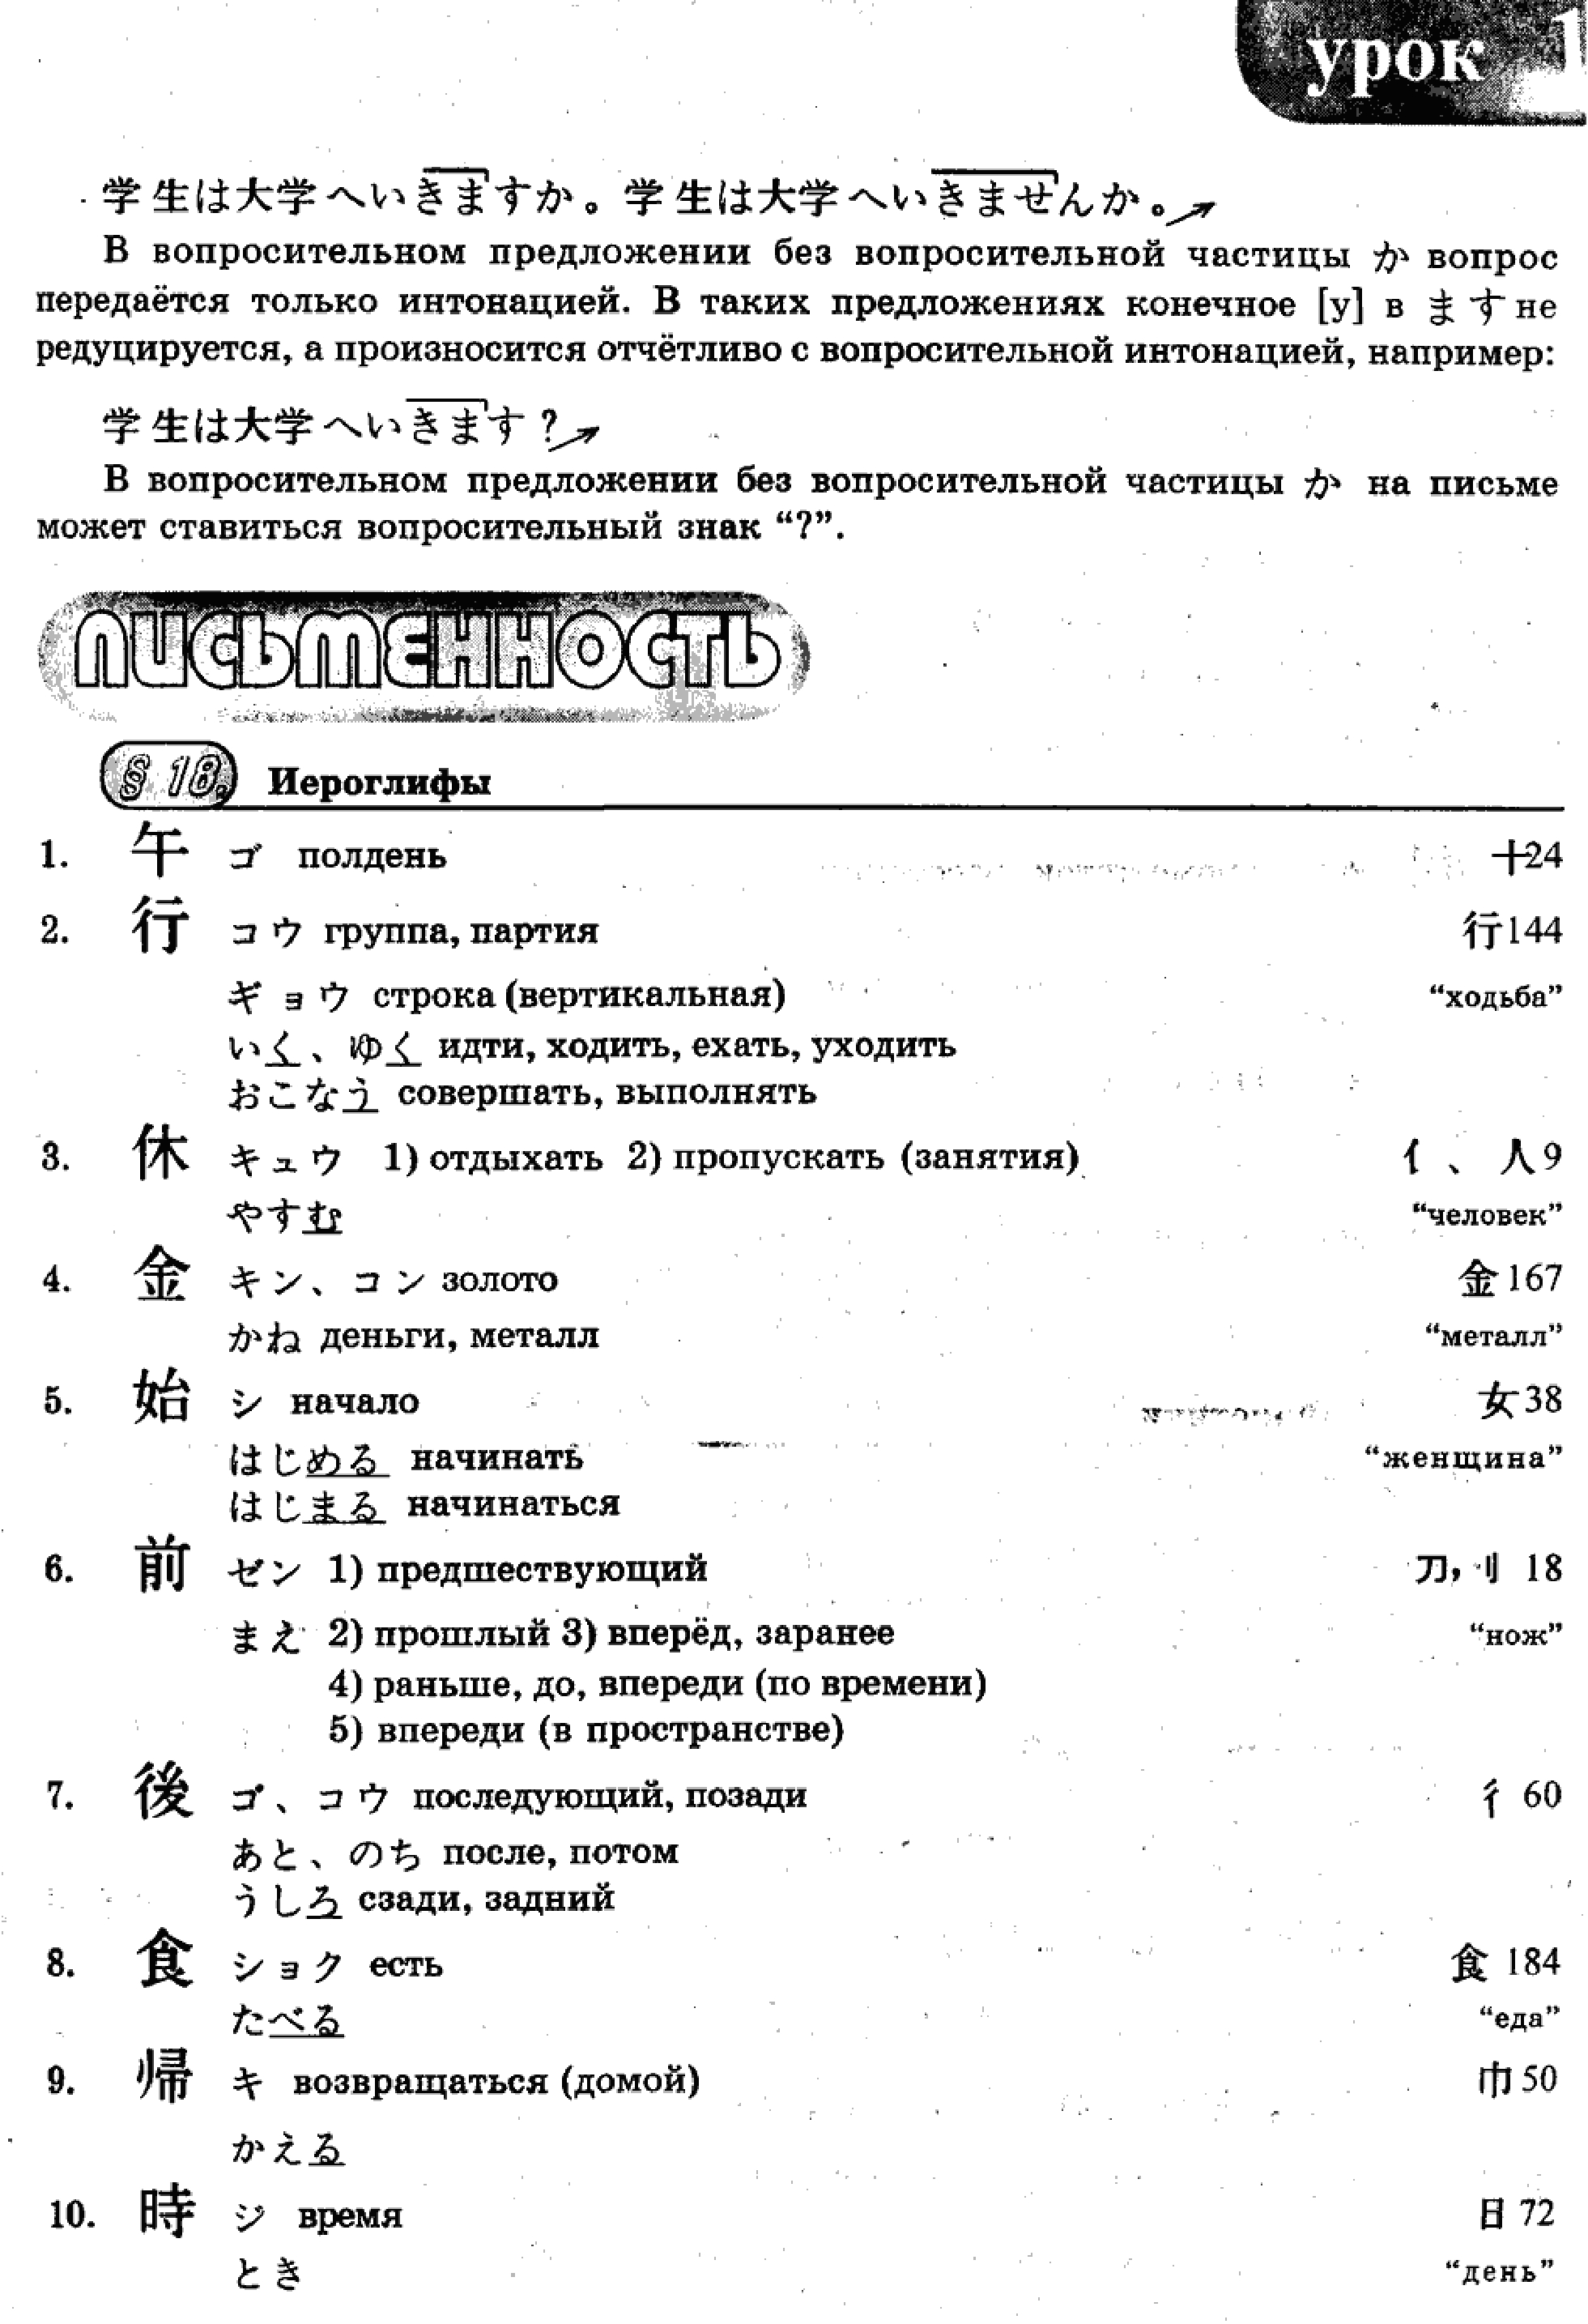 урок 1
学生は大学へいきますか。学生は大学へいきませんか。
В вопросительном предложении без вопросительной частицы か вопрос
передаётся только интонацией. В таких предложениях конечное [у] в ます не
редуцируется, а произносится отчётливо с вопросительной интонацией, например:
学生は大学へいきます?
В вопросительном предложении без вопросительной частицы か на письме
может ставиться вопросительный знак “?”.
ПИСЬМЕННОСТЬ
§ 18. Иероглифы
1. 午 ゴ полдень 十24
2. 行 コウ группа, партия 行144
ギョウ строка (вертикальная) “ходьба”
いく、ゆく идти, ходить, ехать, уходить
おこなう совершать, выполнять
3. 休 キュウ 1) отдыхать 2) пропускать (занятия) 亻、人9
やすむ “человек”
4. 金 キン、コン золото 金167
かね деньги, металл “металл”
5. 始 シ начало 女38
はじめる начинать “женщина”
はじまる начинаться
6. 前 ゼン 1) предшествующий 刀,刂 18
まえ 2) прошлый 3) вперёд, заранее “нож”
4) раньше, до, впереди (по времени)
5) впереди (в пространстве)
7. 後 ゴ、コウ последующий, позади 彳 60
あと、のち после, потом
うしろ сзади, задний
8. 食 ショク есть 食 184
たべる “еда”
9. 帰 キ возвращаться (домой) 巾50
かえる
10. 時 ジ время 日 72
とき “день”